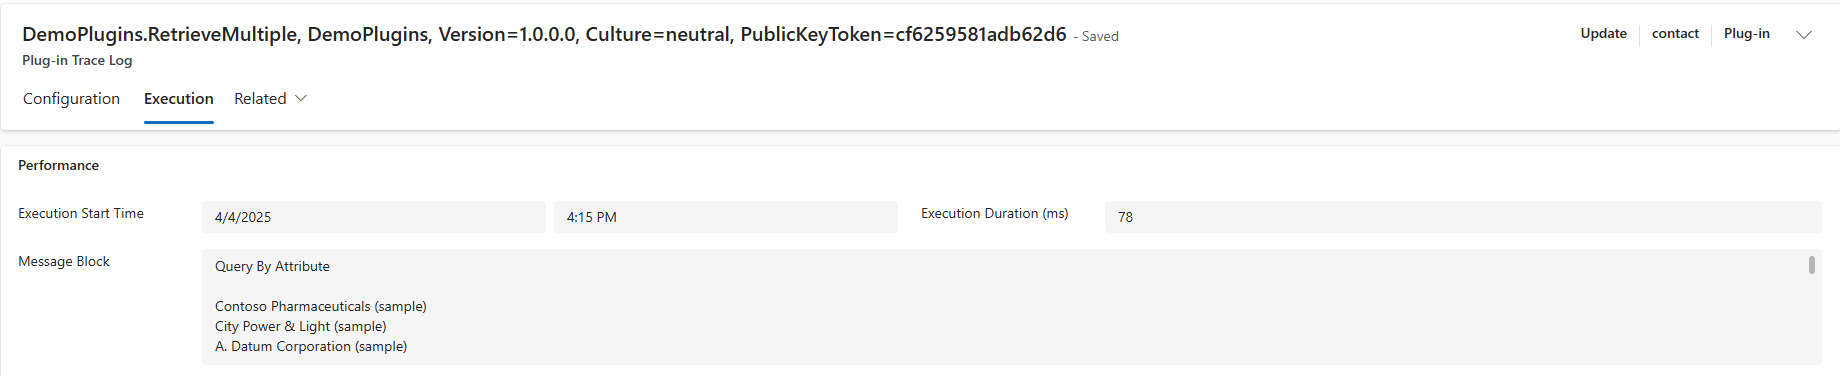 DemoPlugins.RetrieveMultiple, DemoPlugins, Version=1.0.0.0, Culture=neutral, PublicKeyToken=cf6259581adb62d6 - Saved
Update contact Plug-in
Plug-in Trace Log
Configuration Execution Related
Performance
Execution Start Time 4/4/2025 4:15 PM Execution Duration (ms) 78
Message Block
Query By Attribute
Contoso Pharmaceuticals (sample)
City Power & Light (sample)
A. Datum Corporation (sample)